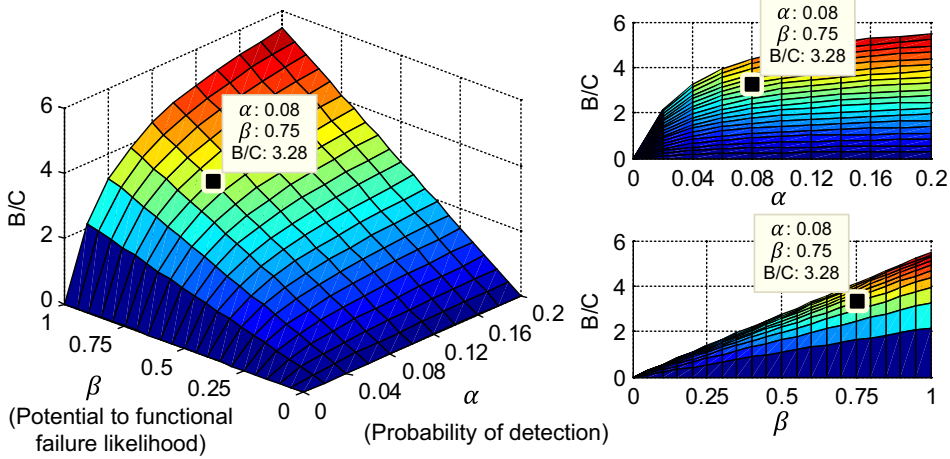 6
4
2
0
B/C
1
0.75
0.5
0.25
0
β
(Potential to functional
failure likelihood)
0
0.04
0.08
0.12
0.16
0.2
α
(Probability of detection)
α: 0.08
β: 0.75
B/C: 3.28
6
4
2
0
B/C
0
0.04
0.08
0.12
0.16
0.2
α
α: 0.08
β: 0.75
B/C: 3.28
6
4
2
0
B/C
0
0.25
0.5
0.75
1
β
α: 0.08
β: 0.75
B/C: 3.28